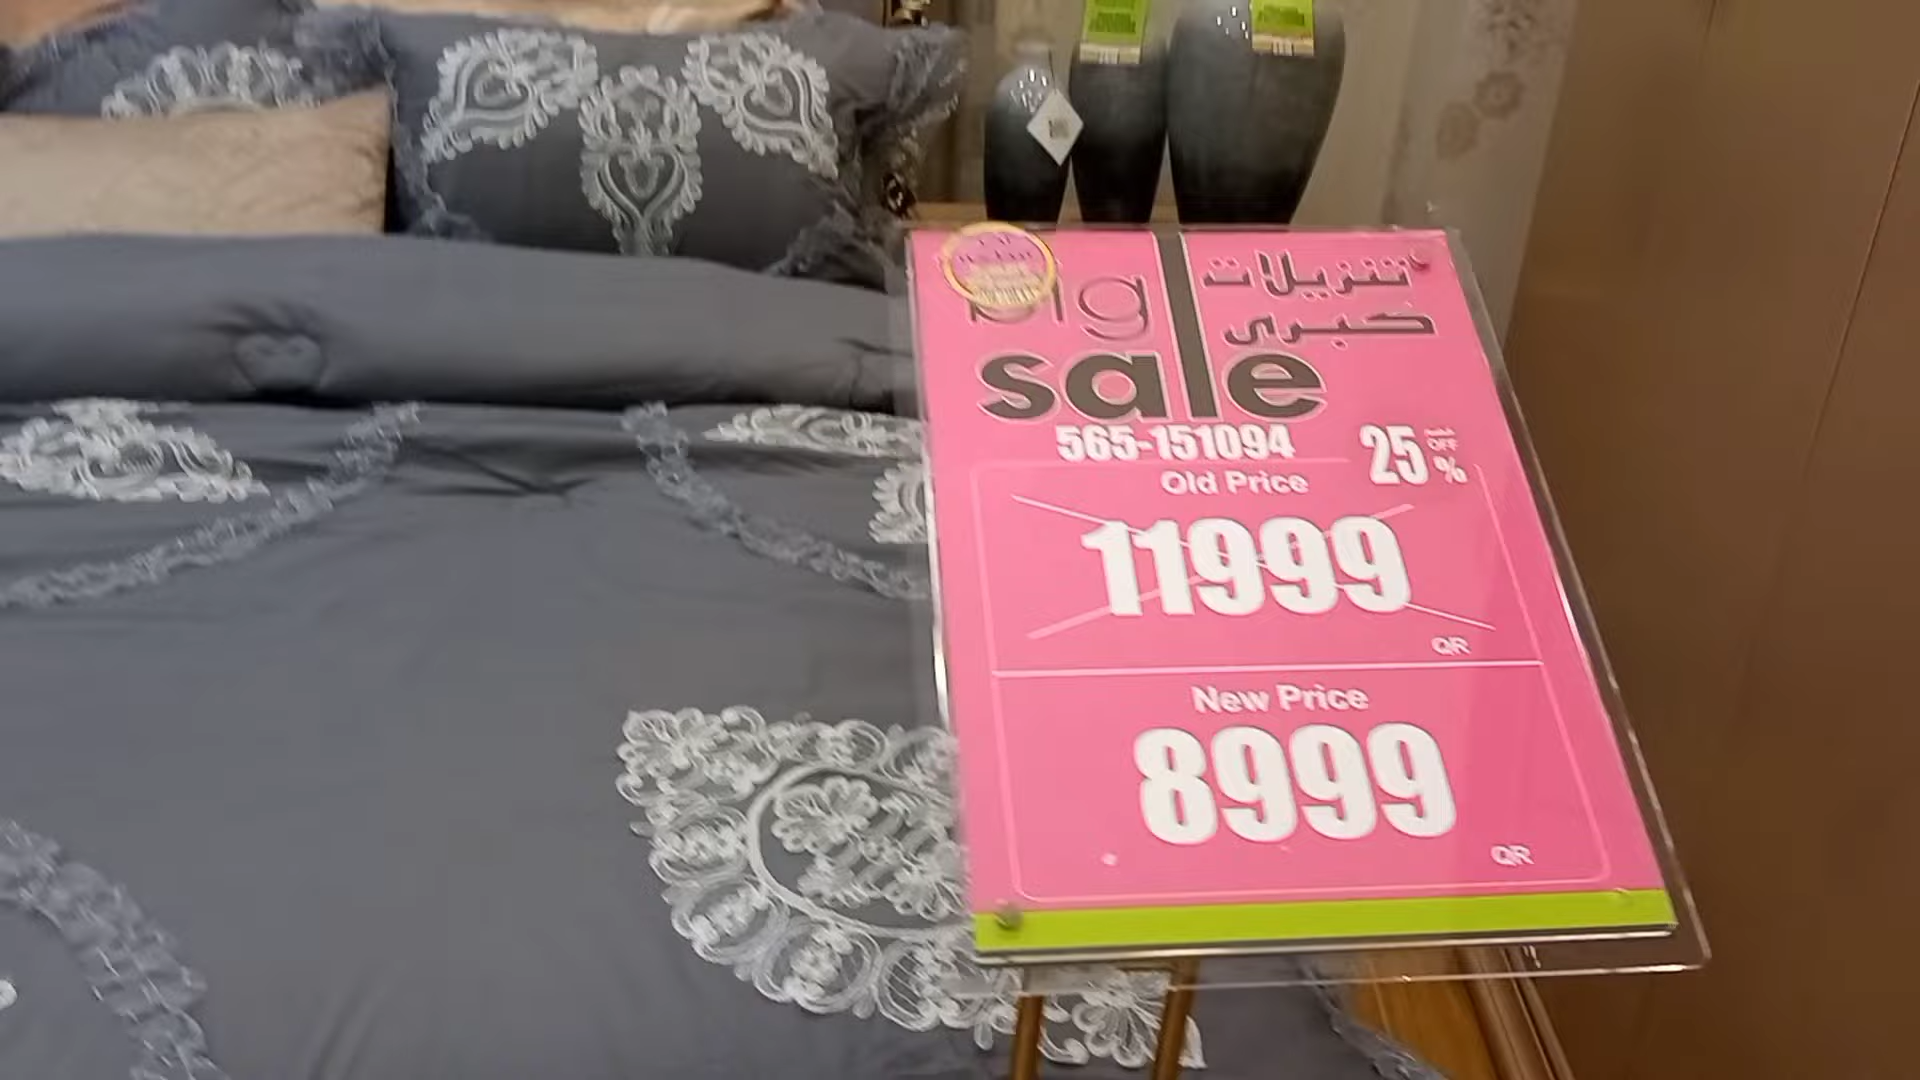 big
sale
تنزيلات
كبرى
565-151094
25 %
OFF
Old Price
11999
QR
New Price
8999
QR